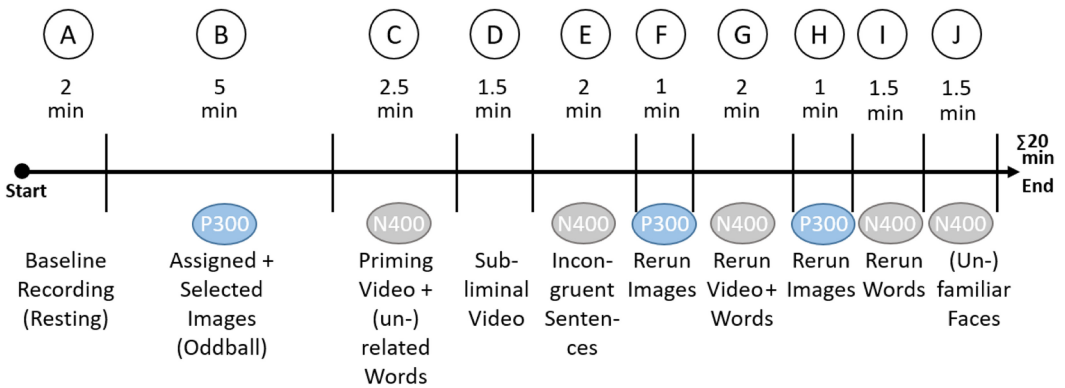 A B C D E F G H I J
2 min
5 min
2.5 min
1.5 min
2 min
1 min
2 min
1 min
1.5 min
1.5 min
Start
Σ20
min
End
P300
N400
N400
P300
N400
P300
N400
N400
Baseline
Recording
(Resting)
Assigned +
Selected
Images
(Oddball)
Priming
Video +
(un-)
related
Words
Sub-
liminal
Video
Incon-
gruent
Senten-
ces
Rerun
Images
Rerun
Video+
Words
Rerun
Images
Rerun
Words
(Un-)
familiar
Faces